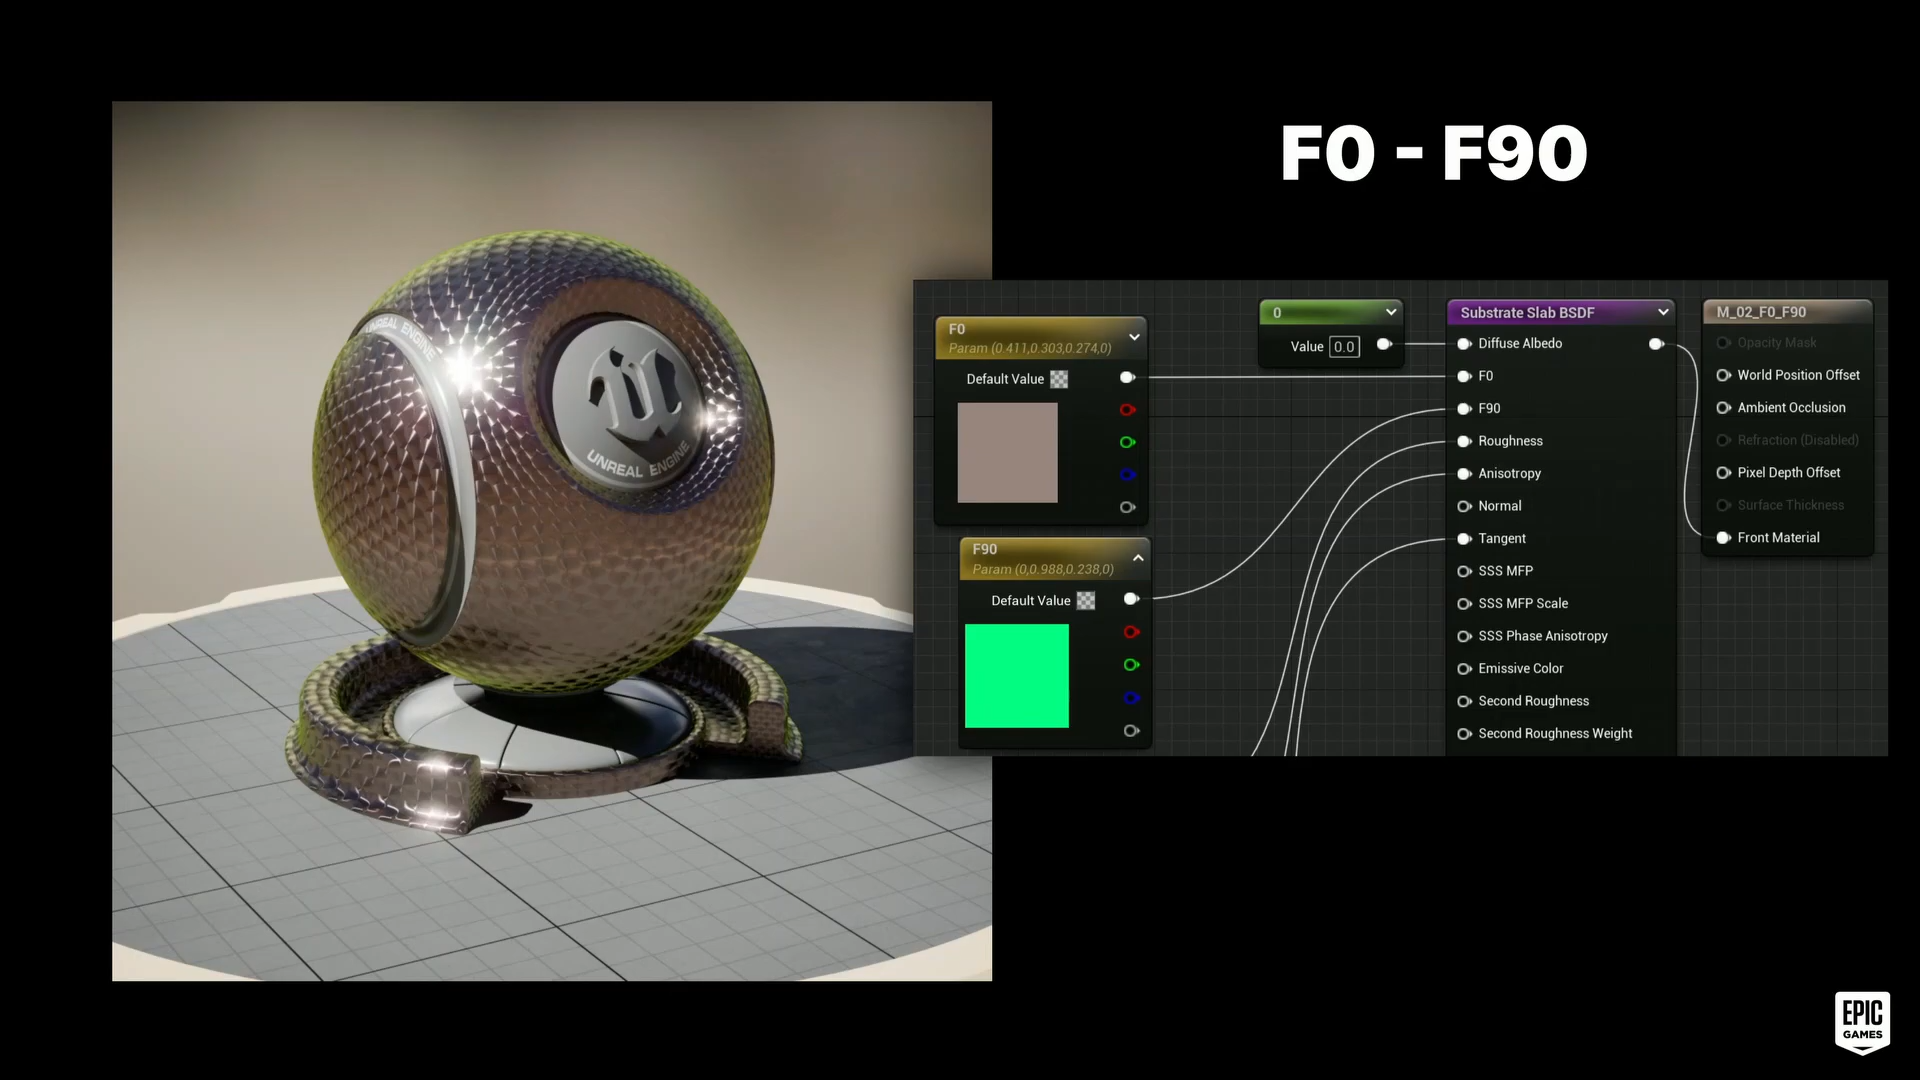 F0 - F90
UNREAL ENGINE
UNREAL ENGINE
F0
Param (0.411,0.303,0.274,0)
Default Value
F90
Param (0,0.988,0.238,0)
Default Value
0
Value 0.0
Substrate Slab BSDF
Diffuse Albedo
F0
F90
Roughness
Anisotropy
Normal
Tangent
SSS MFP
SSS MFP Scale
SSS Phase Anisotropy
Emissive Color
Second Roughness
Second Roughness Weight
M_02_F0_F90
Opacity Mask
World Position Offset
Ambient Occlusion
Refraction (Disabled)
Pixel Depth Offset
Surface Thickness
Front Material
EPIC
GAMES